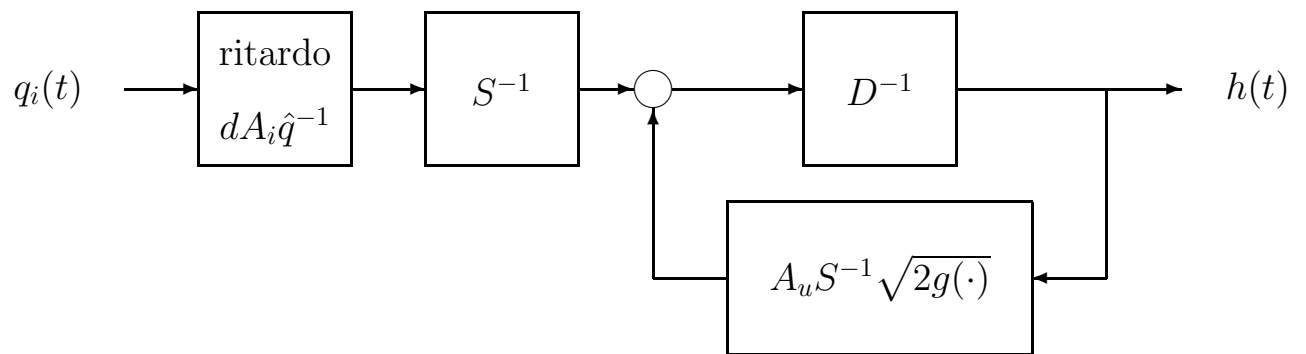 q_i(t)
ritardo
dA_i q̂^{-1}
S^{-1}
D^{-1}
h(t)
A_u S^{-1} √2g(·)